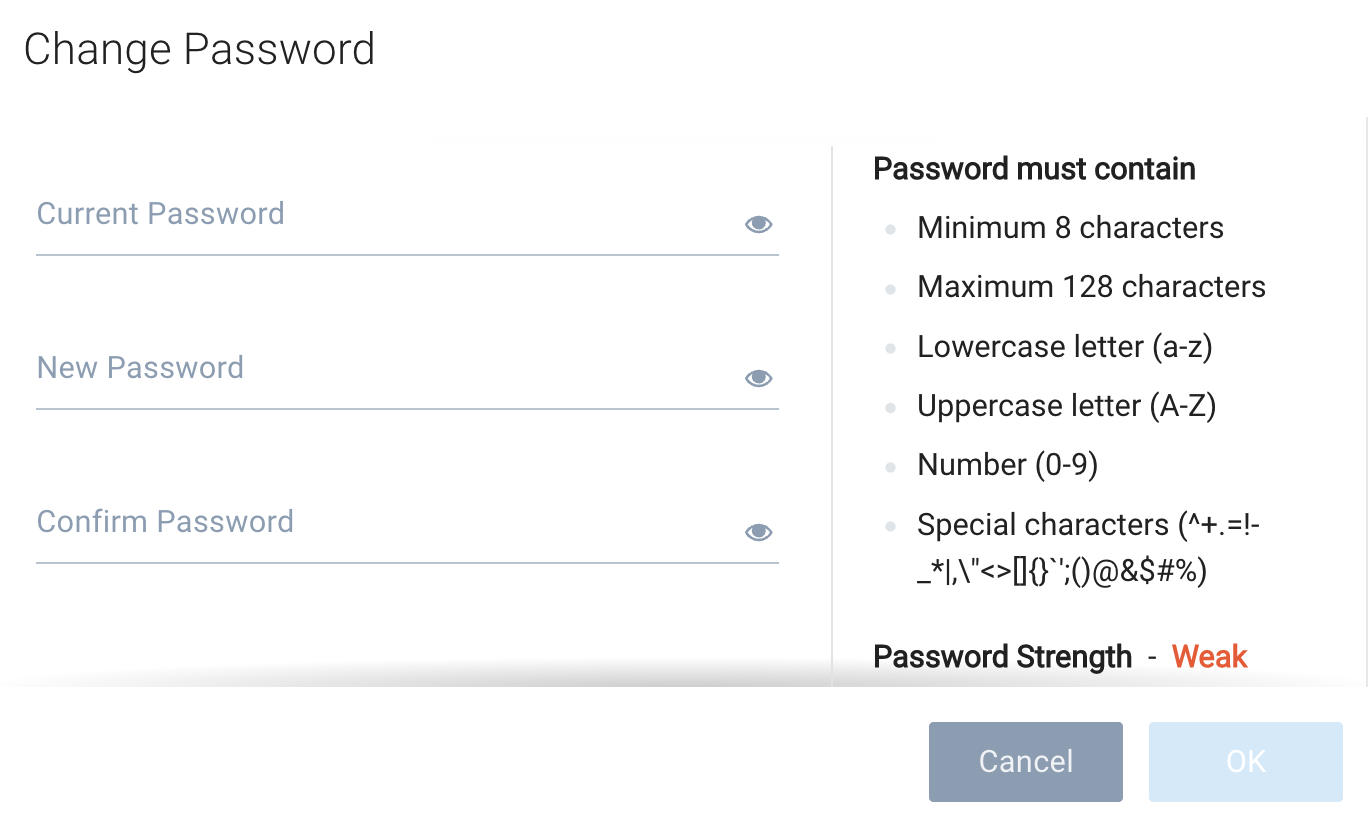 Change Password
Current Password
New Password
Confirm Password
Password must contain
Minimum 8 characters
Maximum 128 characters
Lowercase letter (a-z)
Uppercase letter (A-Z)
Number (0-9)
Special characters (^+.=!-
_*|,\"<>[]{}`';()@&$#%)
Password Strength - Weak
Cancel
OK